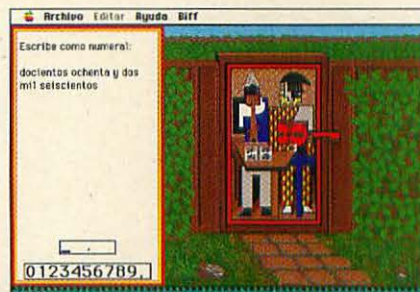 Archivo Editar Ayuda Biff
Escribe como numeral:
docientos ochenta y dos
mil seiscientos
0123456789,